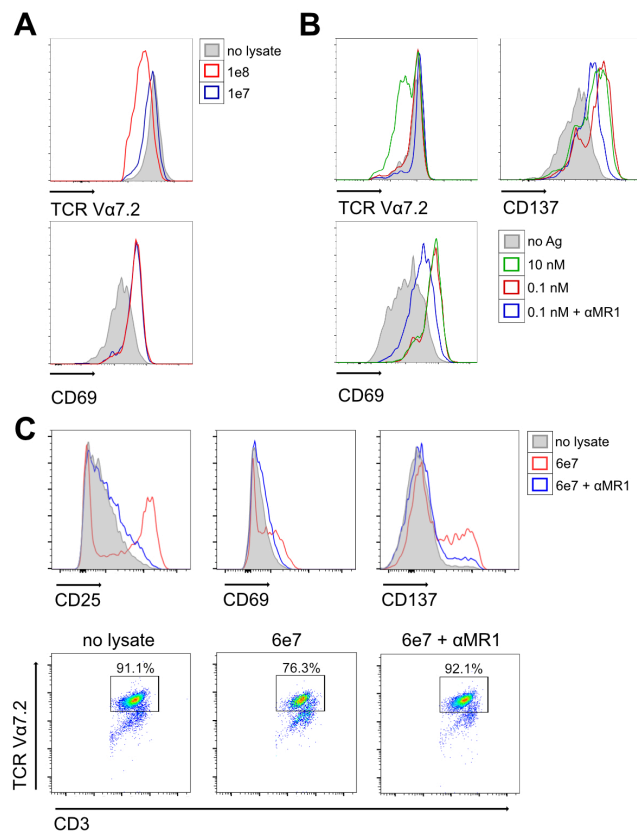 A
no lysate
1e8
1e7
TCR Vα7.2
CD69
B
TCR Vα7.2
CD137
no Ag
10 nM
0.1 nM
0.1 nM + αMR1
CD69
C
no lysate
6e7
6e7 + αMR1
CD25
CD69
CD137
no lysate
6e7
6e7 + αMR1
91.1%
76.3%
92.1%
TCR Vα7.2
CD3